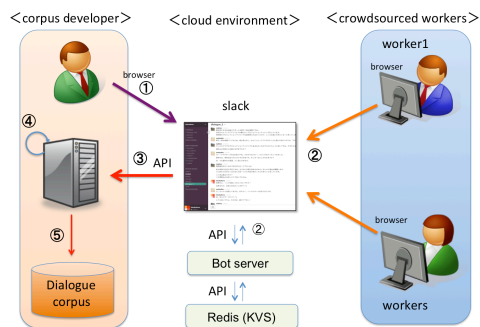 ＜corpus developer＞
＜cloud environment＞
＜crowdsourced workers＞
worker1
browser
①
slack
browser
④
②
③ API
browser
⑤
API
②
Bot server
Dialogue
corpus
API
workers
Redis (KVS)